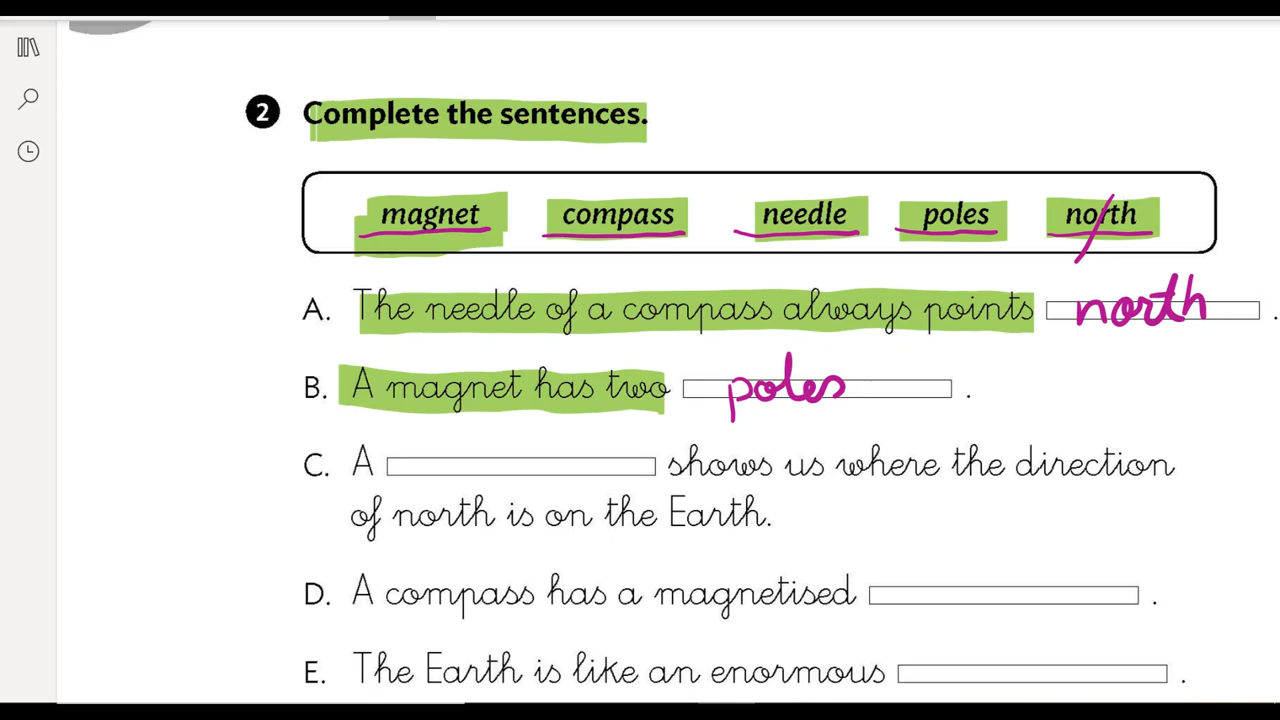 2 Complete the sentences.
magnet compass needle poles north
A. The needle of a compass always points north .
B. A magnet has two poles .
C. A shows us where the direction
of north is on the Earth.
D. A compass has a magnetised .
E. The Earth is like an enormous .